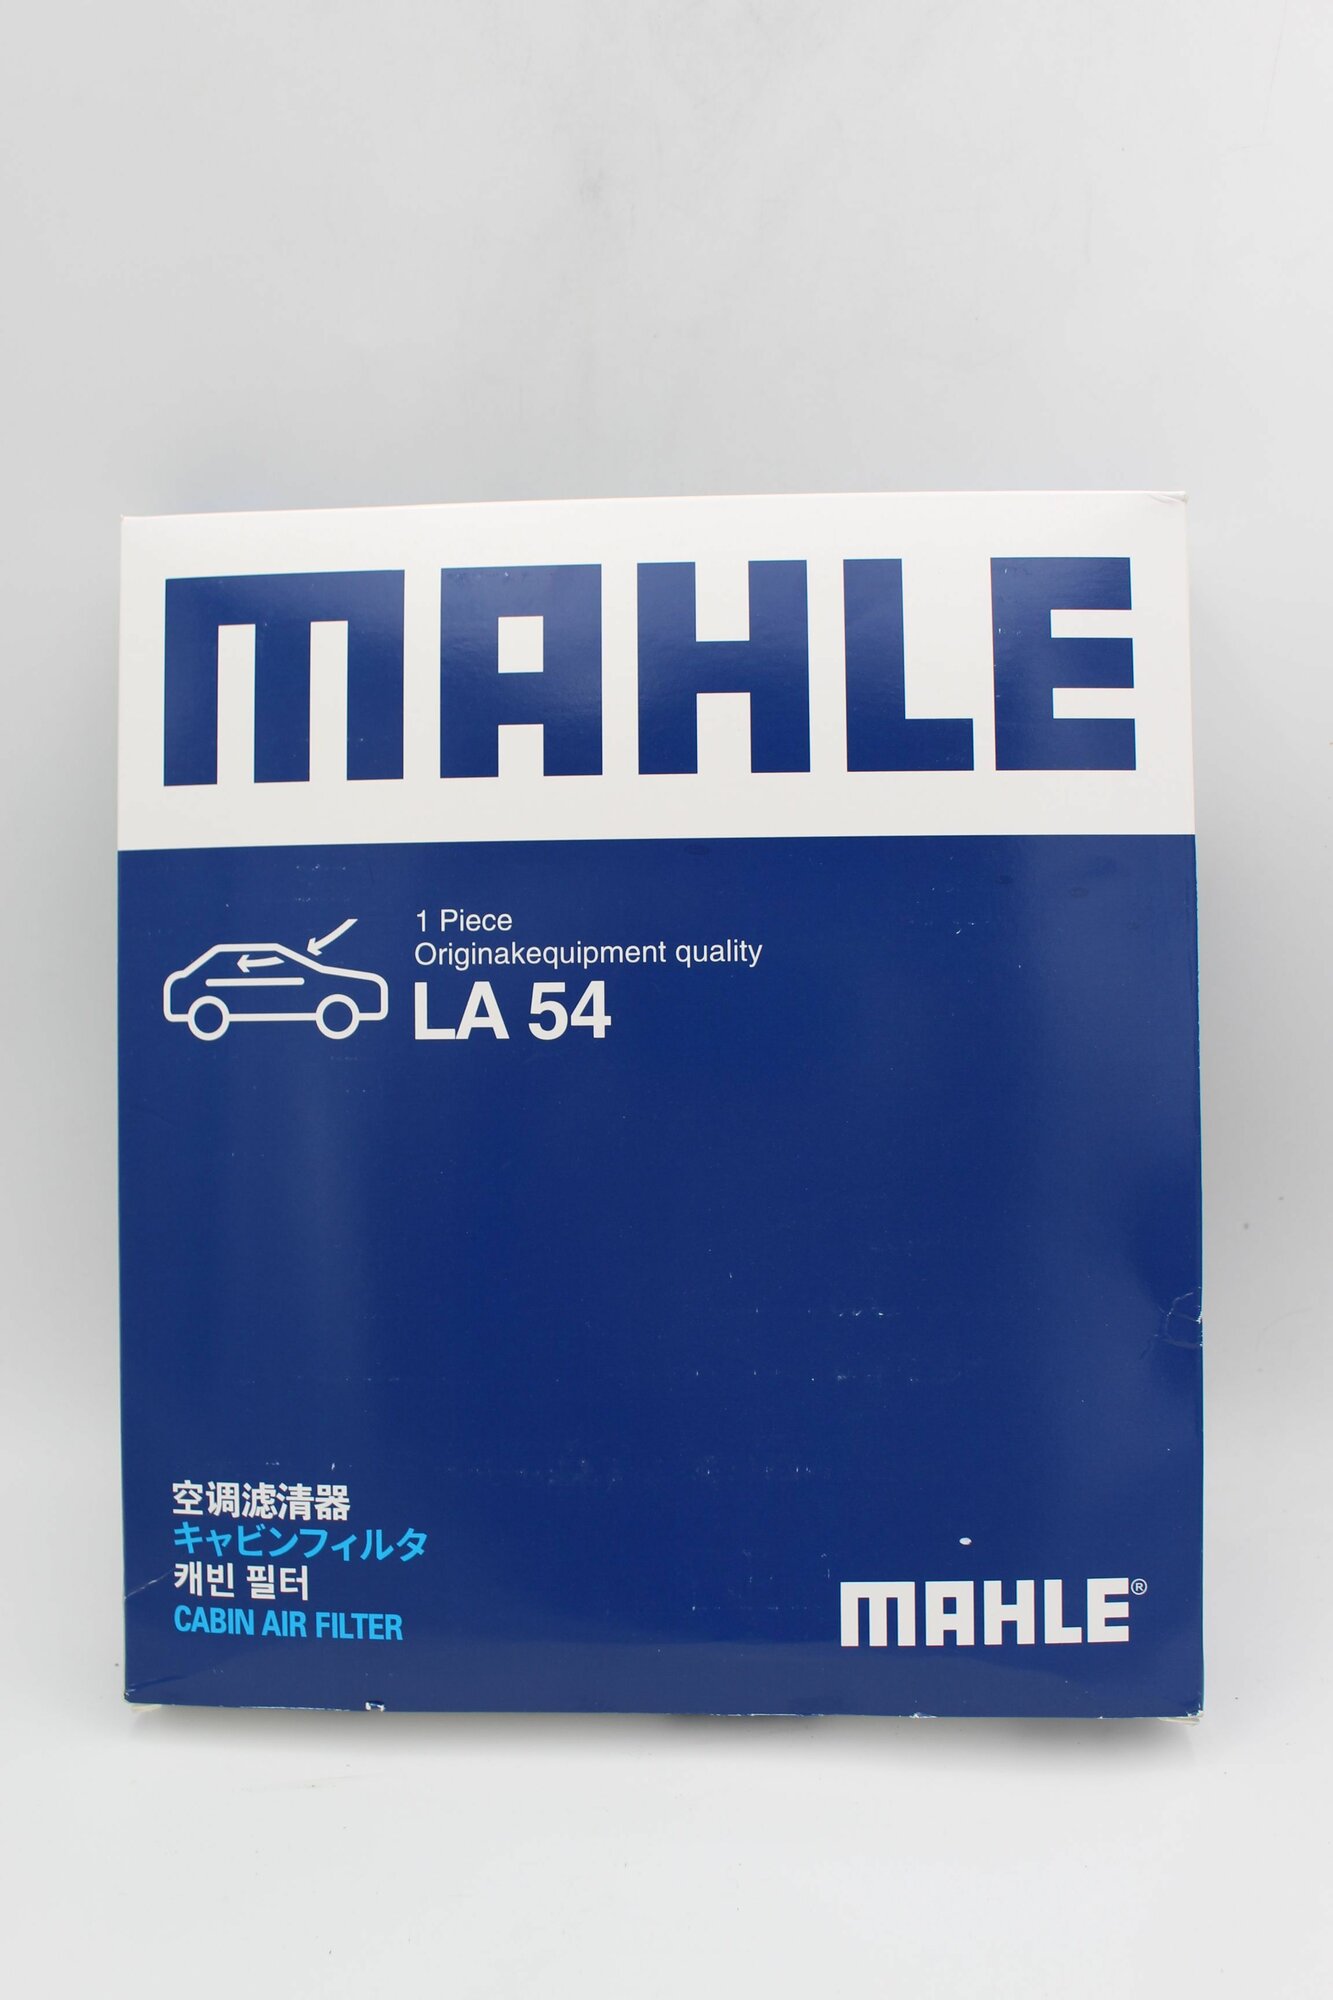 MAHLE
1 Piece
Originakequipment quality
LA 54
空调滤清器
キャビンフィルタ
캐빈 필터
CABIN AIR FILTER
MAHLE®